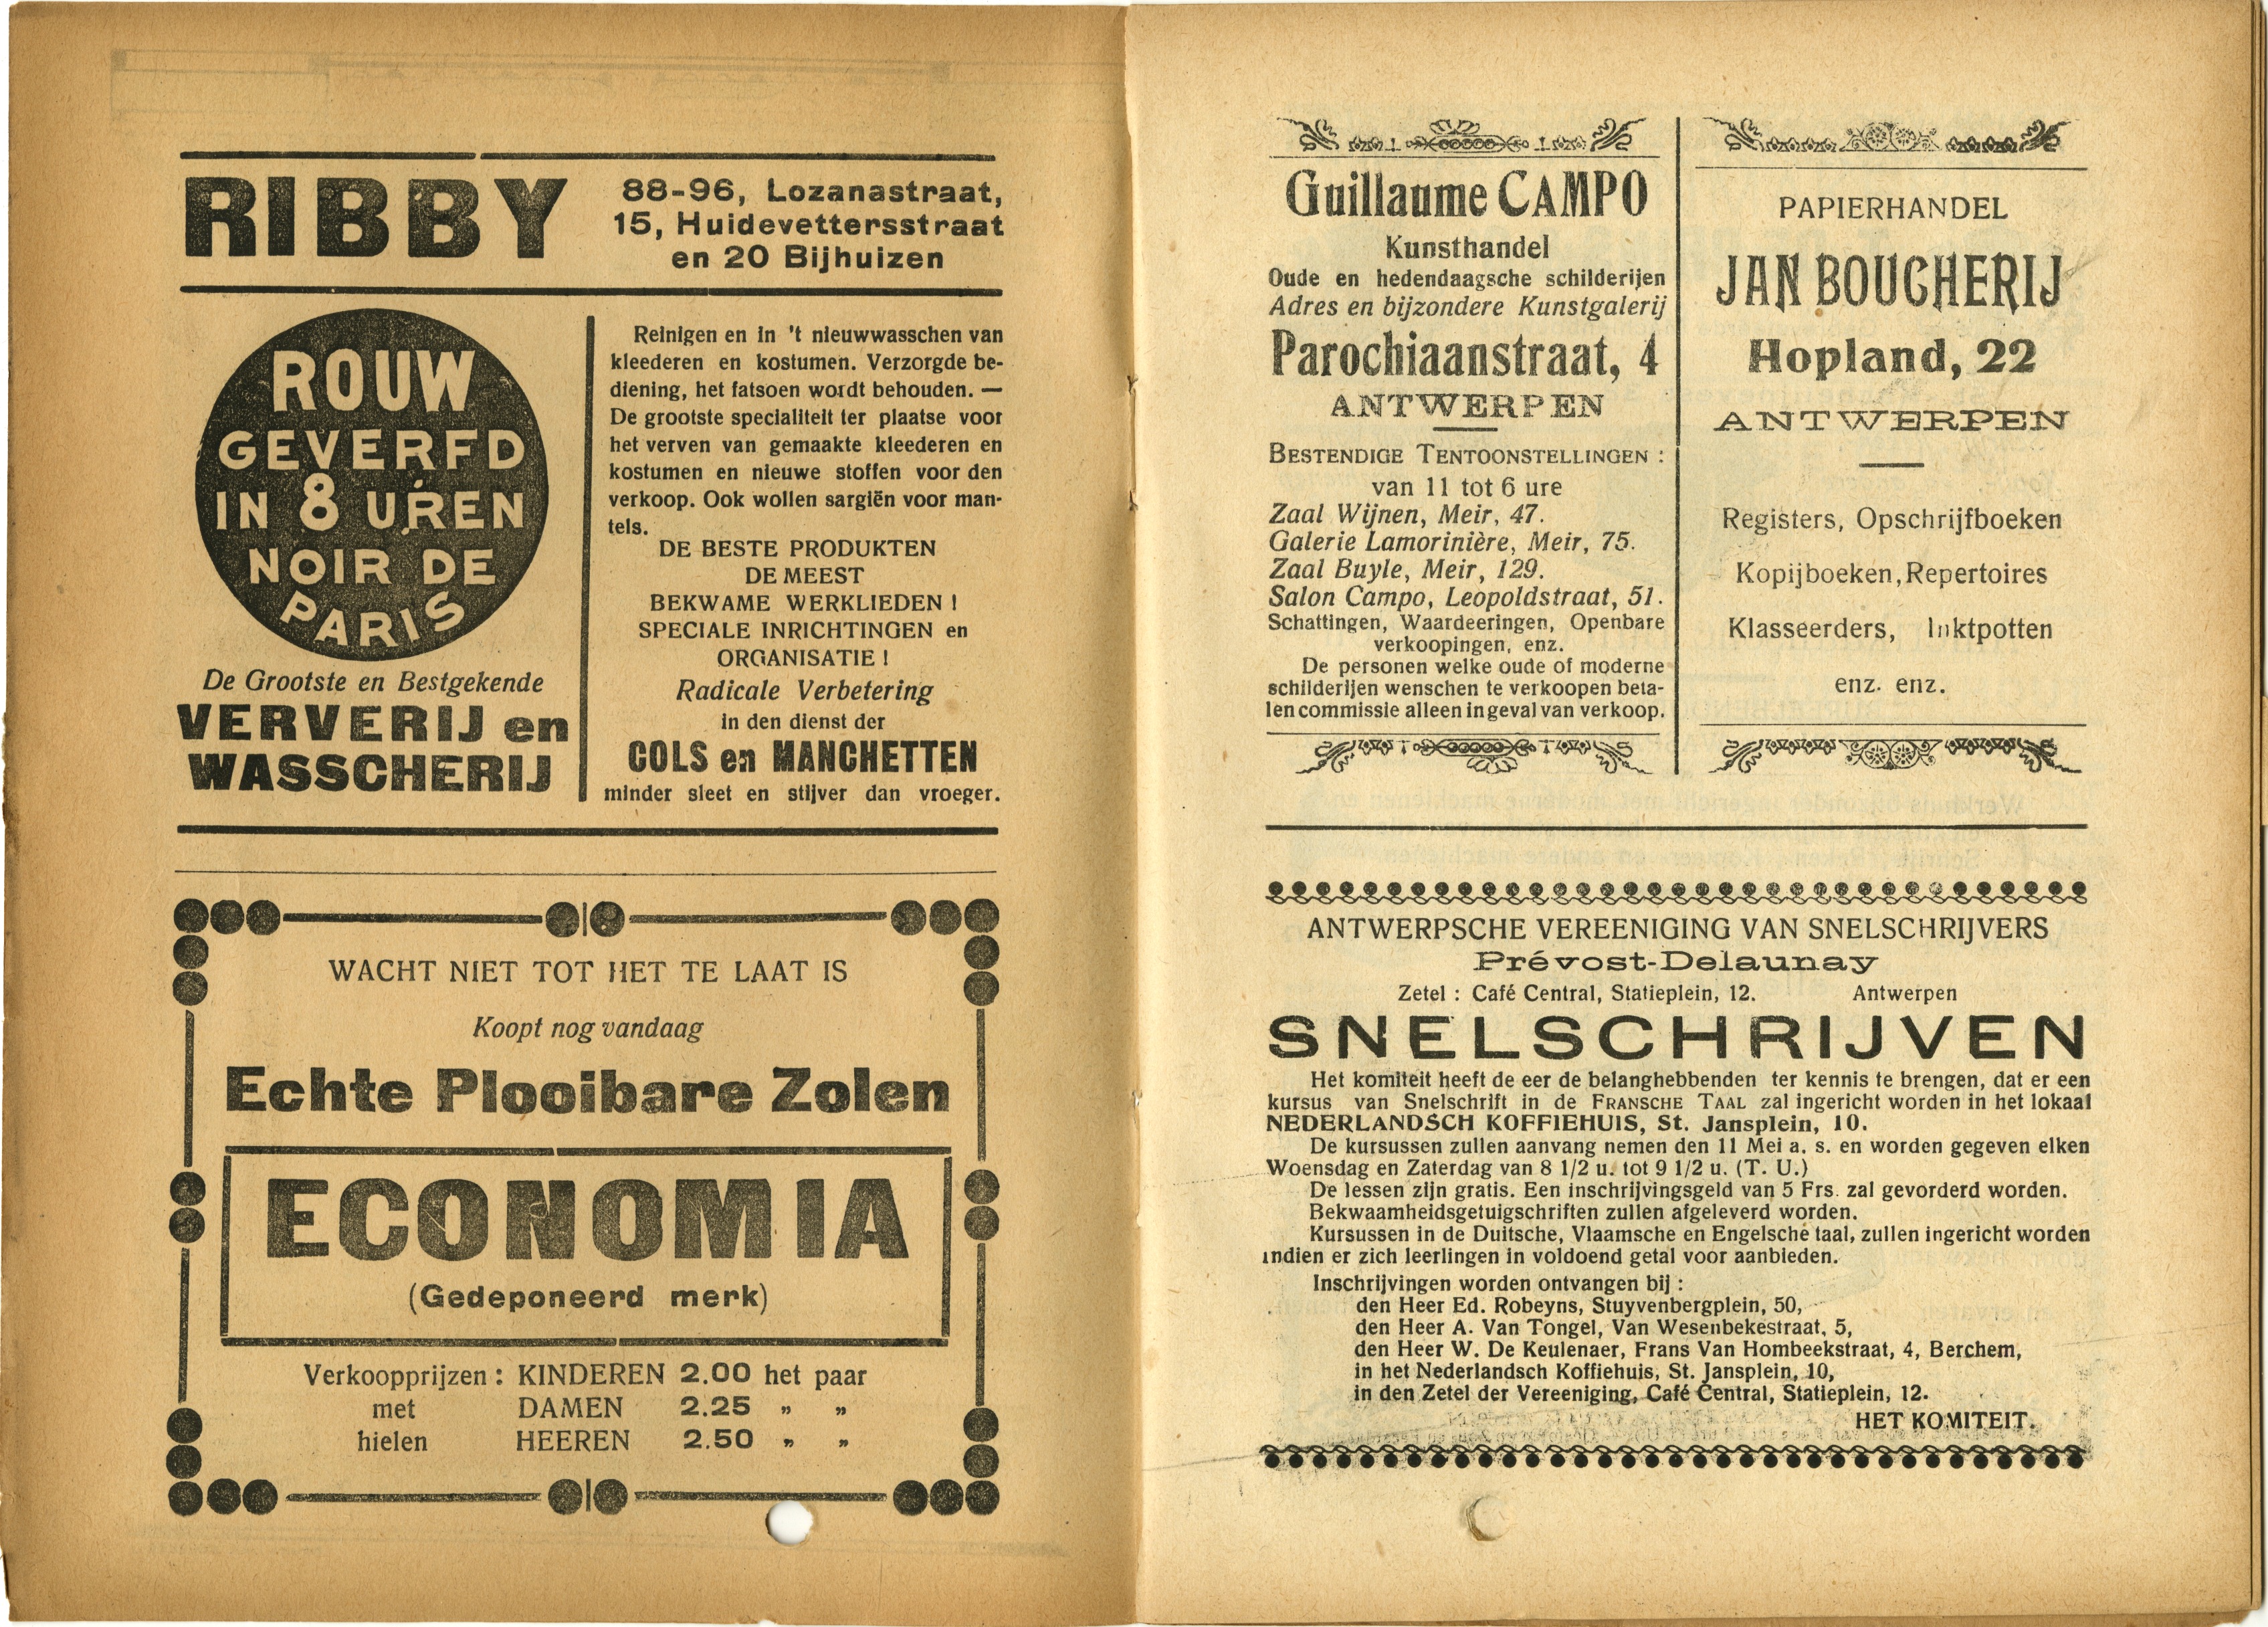 RIBBY
88-96, Lozanastraat,
15, Huidevettersstraat
en 20 Bijhuizen
ROUW
GEVERFD
IN 8 UREN
NOIR DE
PARIS
De Grootste en Bestgekende
VERVERIJ en
WASSCHERIJ
Reinigen en in 't nieuwwasschen van
kleederen en kostumen. Verzorgde be-
diening, het fatsoen wordt behouden. —
De grootste specialiteit ter plaatse voor
het verven van gemaakte kleederen en
kostumen en nieuwe stoffen voor den
verkoop. Ook wollen sargiën voor man-
tels.
DE BESTE PRODUKTEN
DE MEEST
BEKWAME WERKLIEDEN !
SPECIALE INRICHTINGEN en
ORGANISATIE !
Radicale Verbetering
in den dienst der
COLS en MANCHETTEN
minder sleet en stijver dan vroeger.
WACHT NIET TOT HET TE LAAT IS
Koopt nog vandaag
Echte Plooibare Zolen
ECONOMIA
(Gedeponeerd merk)
Verkoopprijzen : KINDEREN 2.00 het paar
met DAMEN 2.25 " "
hielen HEEREN 2.50 " "
Guillaume CAMPO
Kunsthandel
Oude en hedendaagsche schilderijen
Adres en bijzondere Kunstgalerij
Parochiaanstraat, 4
ANTWERPEN
BESTENDIGE TENTOONSTELLINGEN :
van 11 tot 6 ure
Zaal Wijnen, Meir, 47.
Galerie Lamorinière, Meir, 75.
Zaal Buyle, Meir, 129.
Salon Campo, Leopoldstraat, 51.
Schattingen, Waardeeringen, Openbare
verkoopingen, enz.
De personen welke oude of moderne
schilderijen wenschen te verkoopen beta-
len commissie alleen in geval van verkoop.
PAPIERHANDEL
JAN BOUCHERIJ
Hopland, 22
ANTWERPEN
Registers, Opschrijfboeken
Kopijboeken, Repertoires
Klasseerders, Inktpotten
enz. enz.
ANTWERPSCHE VEREENIGING VAN SNELSCHRIJVERS
Prévost-Delaunay
Zetel : Café Central, Statieplein, 12. Antwerpen
SNELSCHRIJVEN
Het komiteit heeft de eer de belanghebbenden ter kennis te brengen, dat er een
kursus van Snelschrift in de FRANSCHE TAAL zal ingericht worden in het lokaal
NEDERLANDSCH KOFFIEHUIS, St. Jansplein, 10.
De kursussen zullen aanvang nemen den 11 Mei a. s. en worden gegeven elken
Woensdag en Zaterdag van 8 1/2 u. tot 9 1/2 u. (T. U.)
De lessen zijn gratis. Een inschrijvingsgeld van 5 Frs. zal gevorderd worden.
Bekwaamheidsgetuigschriften zullen afgeleverd worden.
Kursussen in de Duitsche, Vlaamsche en Engelsche taal, zullen ingericht worden
indien er zich leerlingen in voldoend getal voor aanbieden.
Inschrijvingen worden ontvangen bij :
den Heer Ed. Robeyns, Stuyvenbergplein, 50,
den Heer A. Van Tongel, Van Wesenbekestraat, 5,
den Heer W. De Keulenaer, Frans Van Hombeekstraat, 4, Berchem,
in het Nederlandsch Koffiehuis, St. Jansplein, 10,
in den Zetel der Vereeniging, Café Central, Statieplein, 12.
HET KOMITEIT.